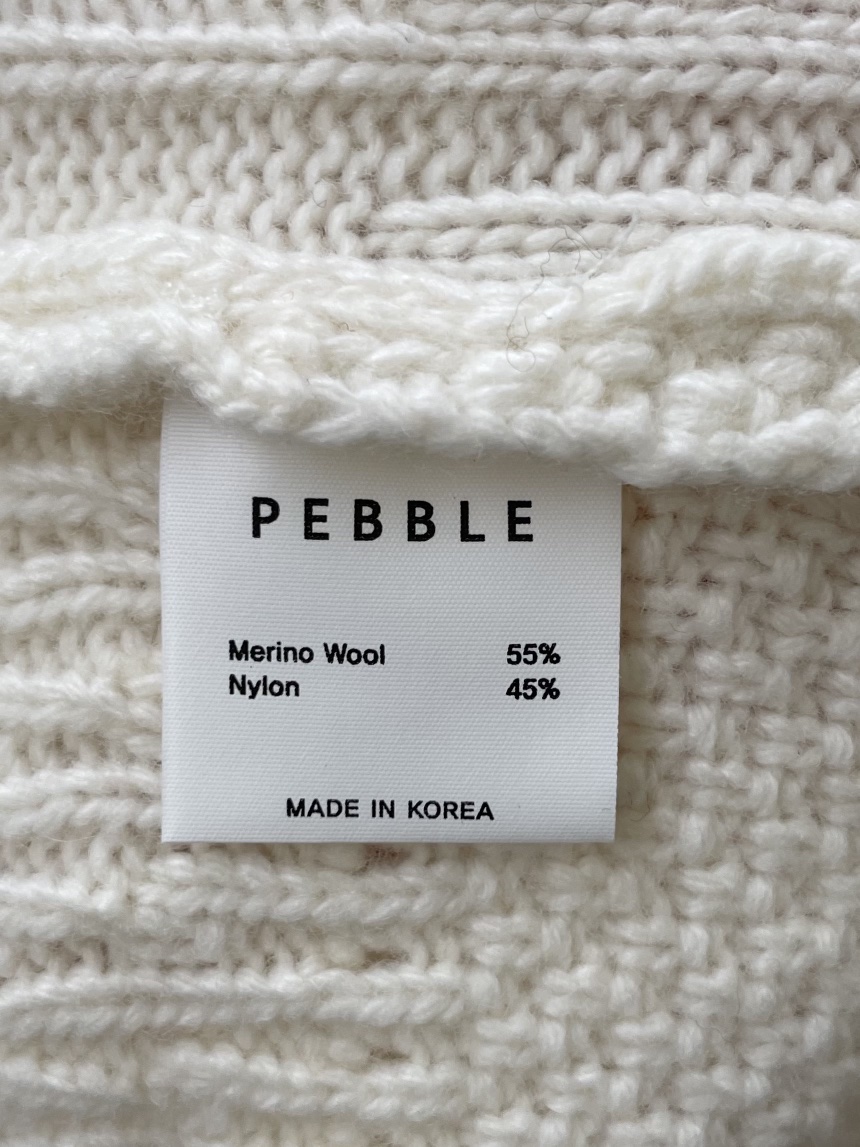 PEBBLE
Merino Wool 55%
Nylon 45%
MADE IN KOREA